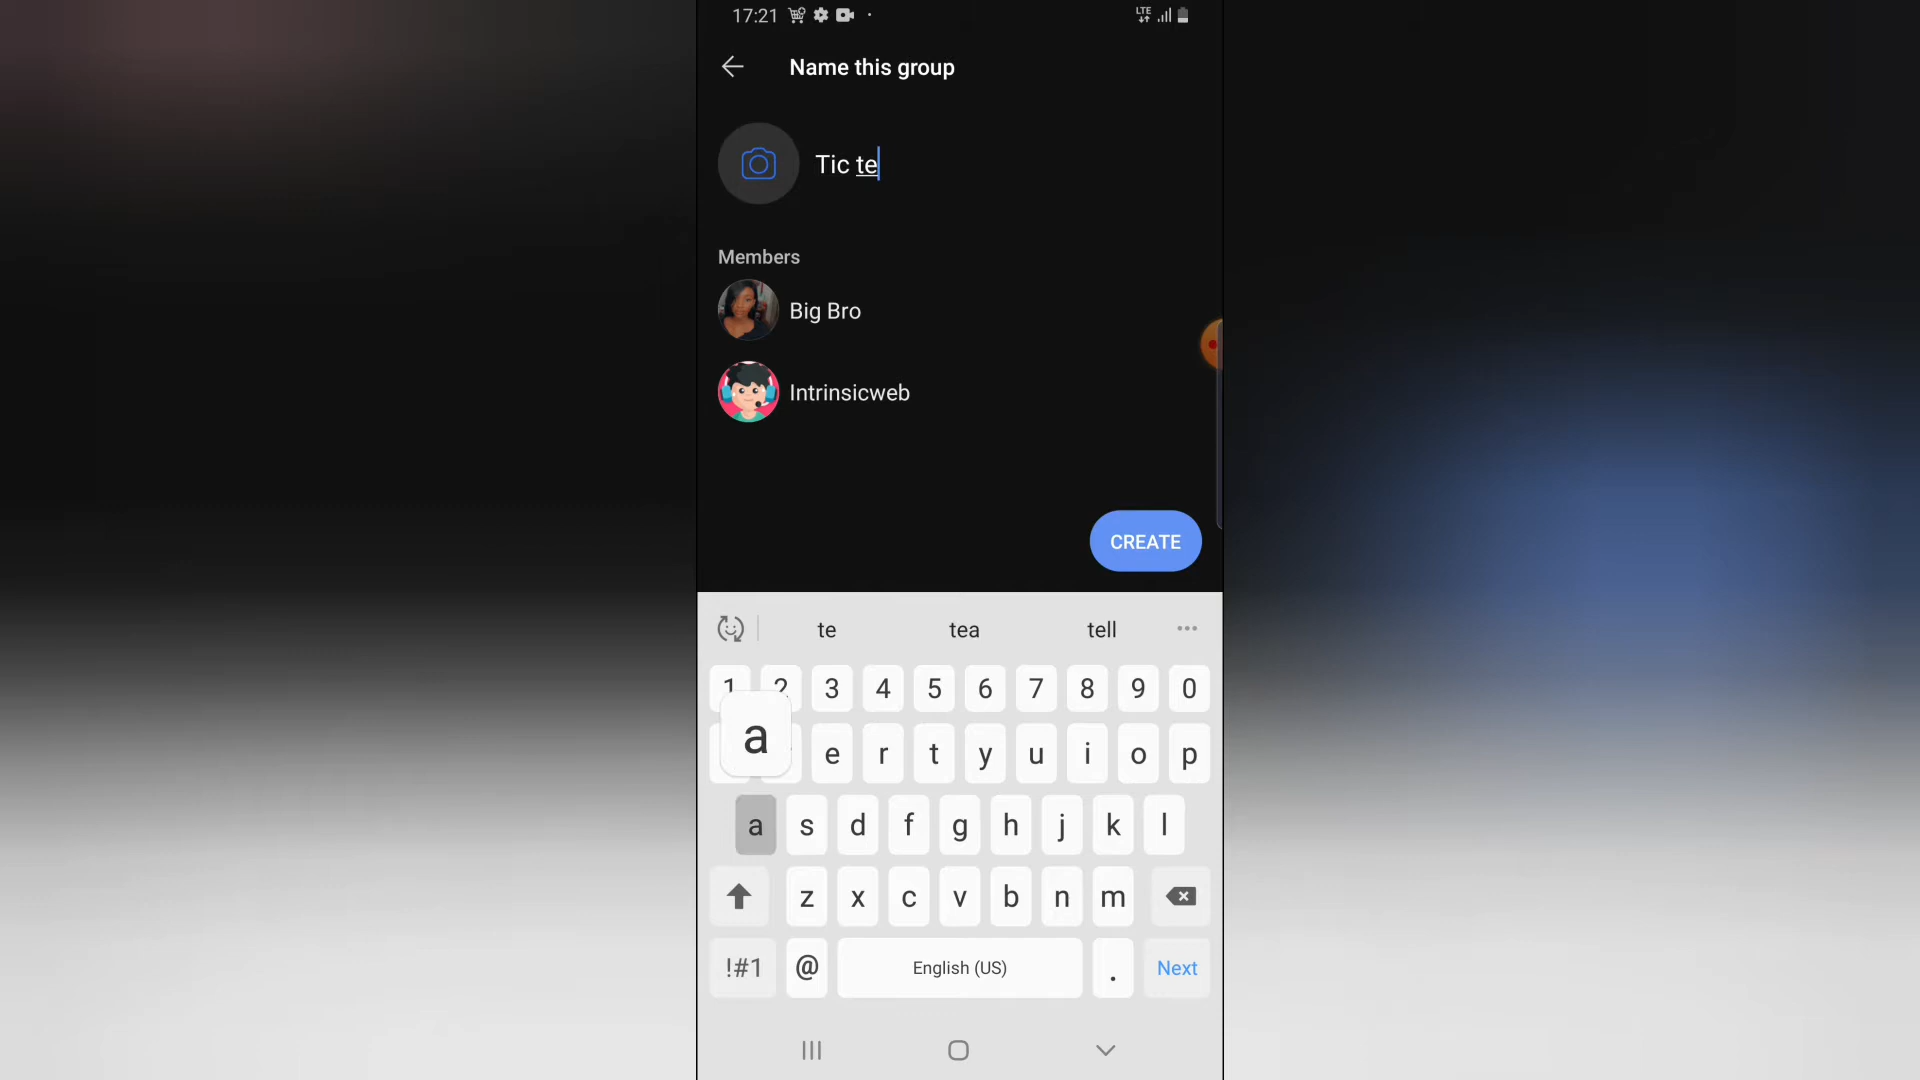 17:21
LTE
Name this group
Tic te
Members
Big Bro
Intrinsicweb
CREATE
te tea tell
1 2 3 4 5 6 7 8 9 0
a
e r t y u i o p
a s d f g h j k l
z x c v b n m
!#1 @ English (US) . Next